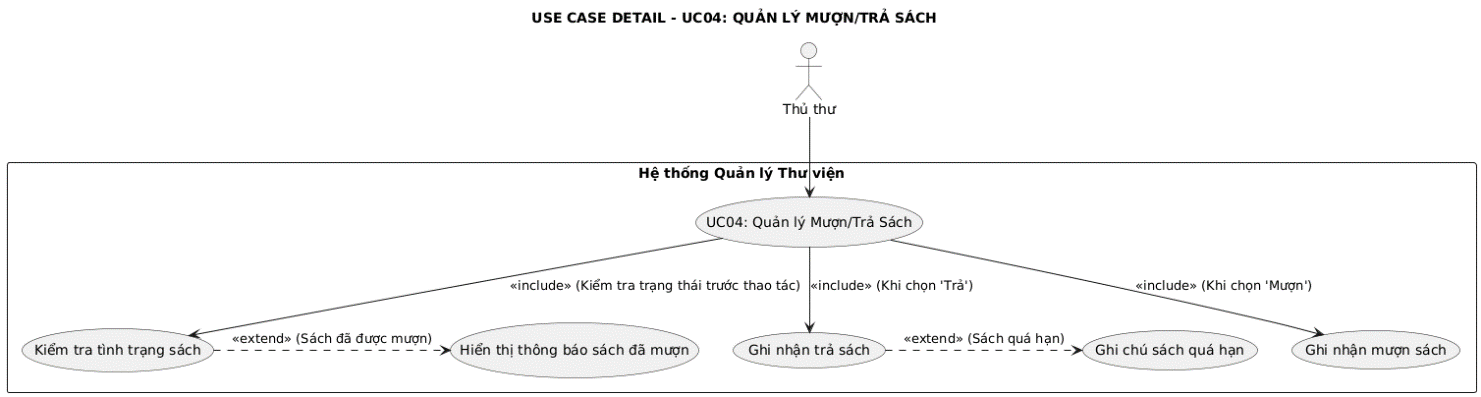 USE CASE DETAIL - UC04: QUẢN LÝ MƯỢN/TRẢ SÁCH
Thủ thư
Hệ thống Quản lý Thư viện
UC04: Quản lý Mượn/Trả Sách
«include» (Kiểm tra trạng thái trước thao tác)
«include» (Khi chọn 'Trả')
«include» (Khi chọn 'Mượn')
Kiểm tra tình trạng sách
«extend» (Sách đã được mượn)
Hiển thị thông báo sách đã mượn
Ghi nhận trả sách
«extend» (Sách quá hạn)
Ghi chú sách quá hạn
Ghi nhận mượn sách